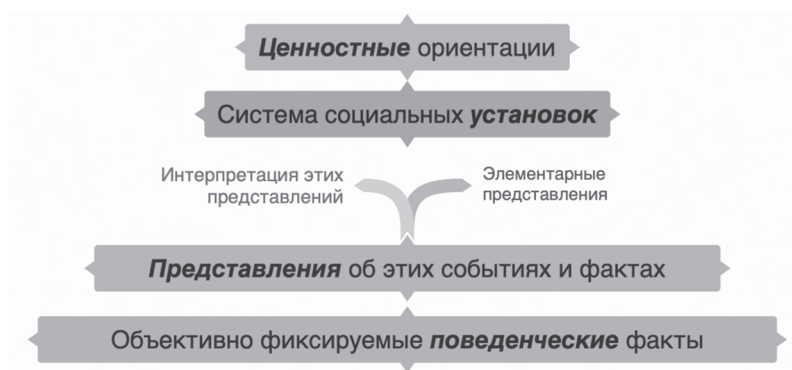 Ценностные ориентации
Система социальных установок
Интерпретация этих
представлений
Элементарные
представления
Представления об этих событиях и фактах
Объективно фиксируемые поведенческие факты